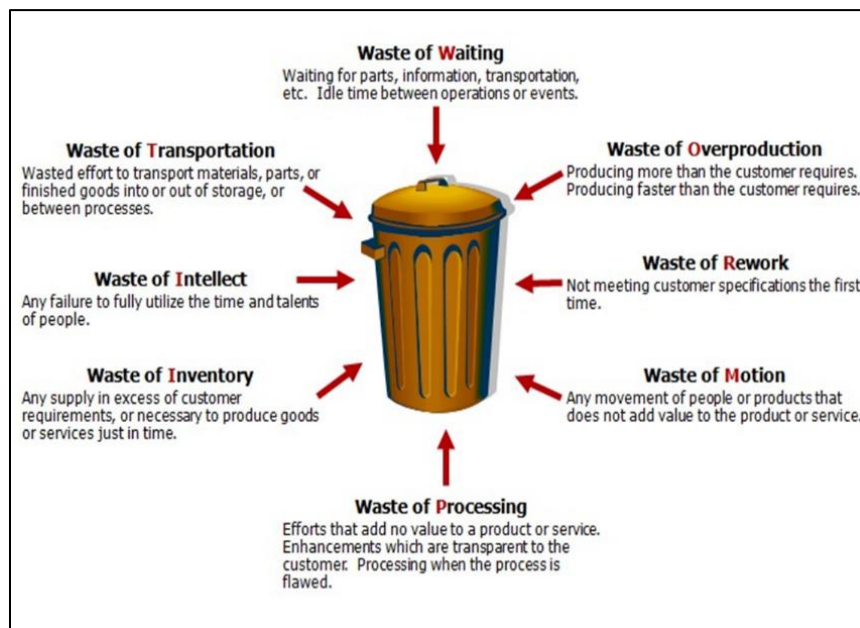 Waste of Waiting
Waiting for parts, information, transportation,
etc. Idle time between operations or events.
Waste of Transportation
Wasted effort to transport materials, parts, or
finished goods into or out of storage, or
between processes.
Waste of Overproduction
Producing more than the customer requires.
Producing faster than the customer requires.
Waste of Intellect
Any failure to fully utilize the time and talents
of people.
Waste of Rework
Not meeting customer specifications the first
time.
Waste of Inventory
Any supply in excess of customer
requirements, or necessary to produce goods
or services just in time.
Waste of Motion
Any movement of people or products that
does not add value to the product or service.
Waste of Processing
Efforts that add no value to a product or service.
Enhancements which are transparent to the
customer. Processing when the process is
flawed.